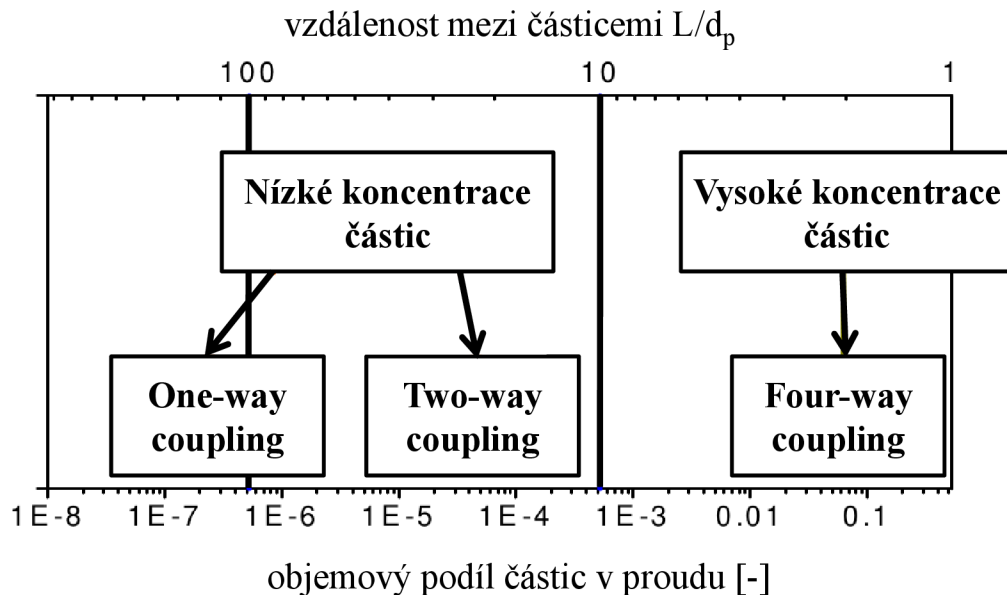 vzdálenost mezi částicemi L/dp
100 10 1
Nízké koncentrace
částic
Vysoké koncentrace
částic
One-way
coupling
Two-way
coupling
Four-way
coupling
1E-8 1E-7 1E-6 1E-5 1E-4 1E-3 0.01 0.1
objemový podíl částic v proudu [-]